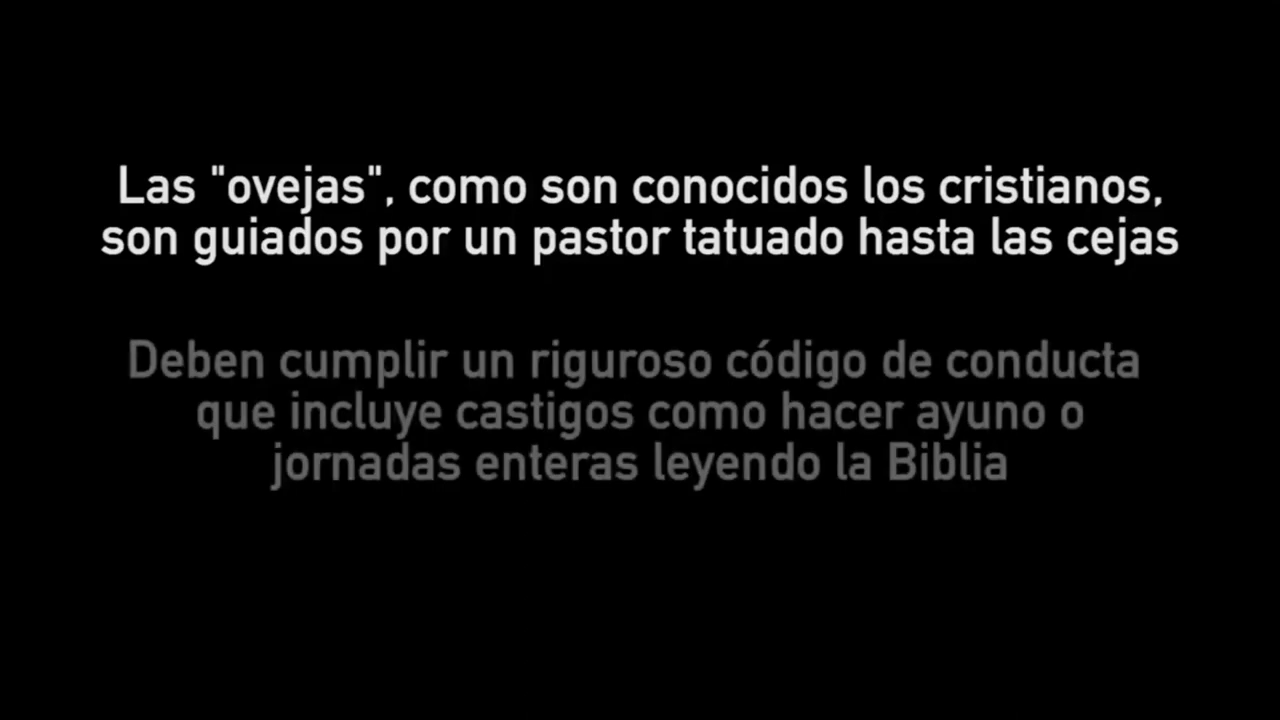 Las "ovejas", como son conocidos los cristianos,
son guiados por un pastor tatuado hasta las cejas
Deben cumplir un riguroso código de conducta
que incluye castigos como hacer ayuno o
jornadas enteras leyendo la Biblia